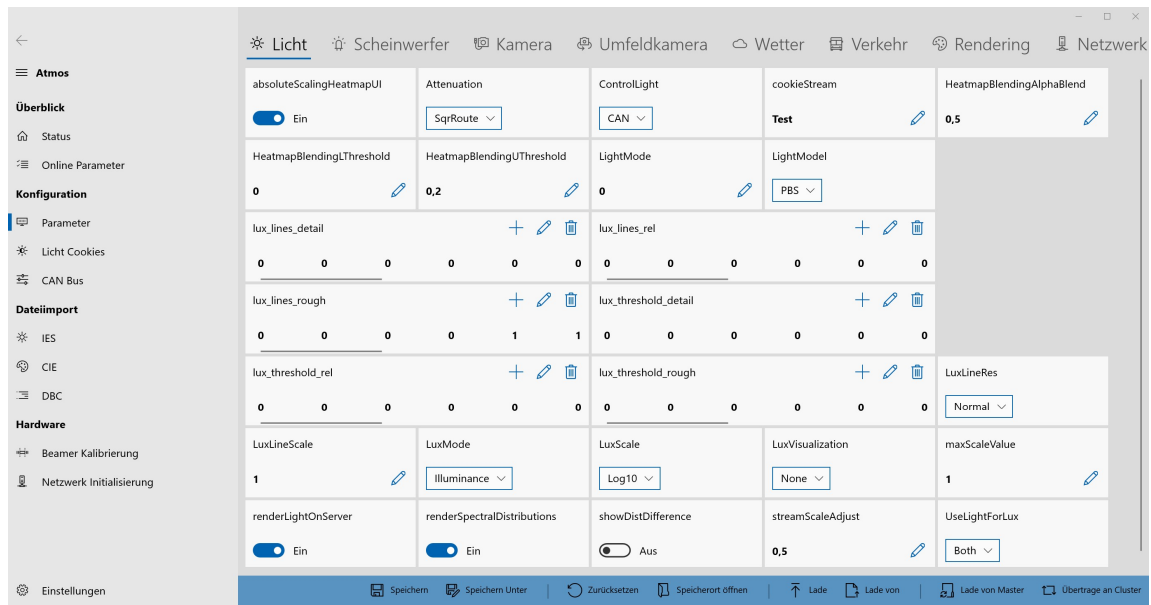 Atmos
Überblick
Status
Online Parameter
Konfiguration
Parameter
Licht Cookies
CAN Bus
Dateiimport
IES
CIE
DBC
Hardware
Beamer Kalibrierung
Netzwerk Initialisierung
Einstellungen
Licht Scheinwerfer Kamera Umfeldkamera Wetter Verkehr Rendering Netzwerk
absoluteScalingHeatmapUI Attenuation ControlLight cookieStream HeatmapBlendingAlphaBlend
Ein SqrRoute CAN Test 0,5
HeatmapBlendingLThreshold HeatmapBlendingUThreshold LightMode LightModel
0 0,2 0 PBS
lux_lines_detail lux_lines_rel
0 0 0 0 0 0 0 0 0 0 0 0
lux_lines_rough lux_threshold_detail
0 0 0 0 1 1 0 0 0 0 0 0
lux_threshold_rel lux_threshold_rough LuxLineRes
0 0 0 0 0 0 0 0 0 0 0 0 Normal
LuxLineScale LuxMode LuxScale LuxVisualization maxScaleValue
1 Illuminance Log10 None 1
renderLightOnServer renderSpectralDistributions showDistDifference streamScaleAdjust UseLightForLux
Ein Ein Aus 0,5 Both
Speichern Speichern Unter Zurücksetzen Speicherort öffnen Lade Lade von Lade von Master Übertrage an Cluster